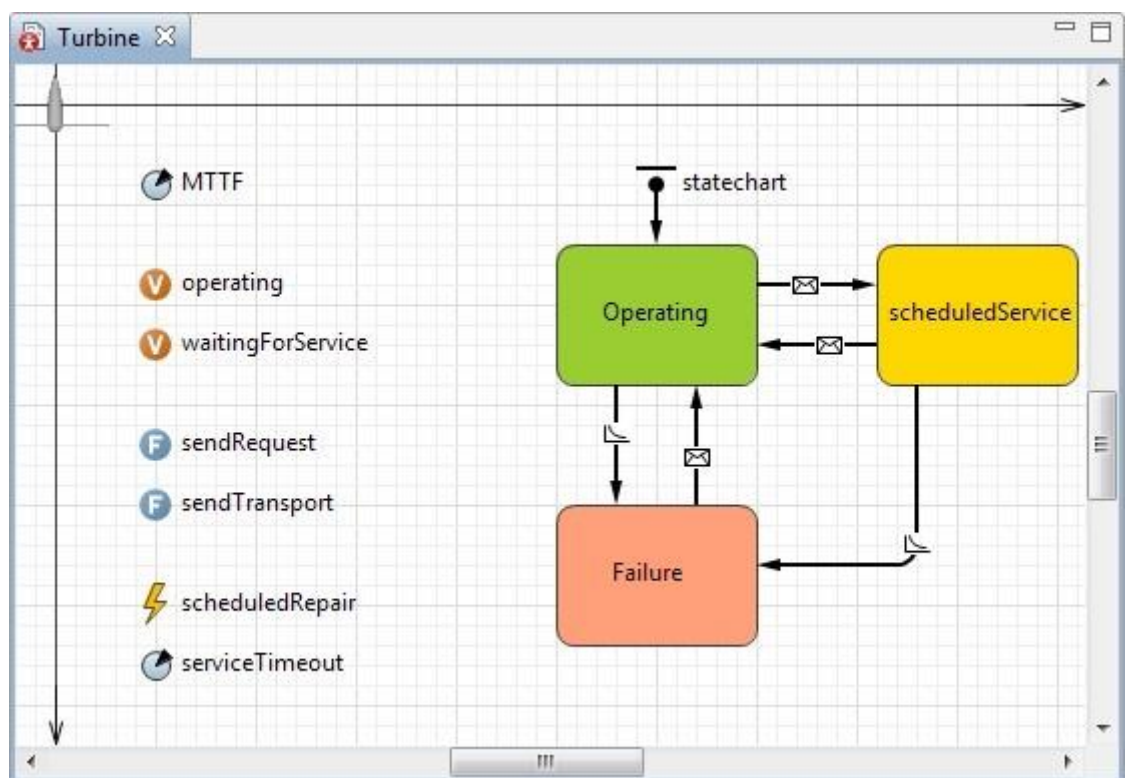 Turbine
MTTF
statechart
V operating
Operating
scheduledService
V waitingForService
F sendRequest
F sendTransport
Failure
scheduledRepair
serviceTimeout